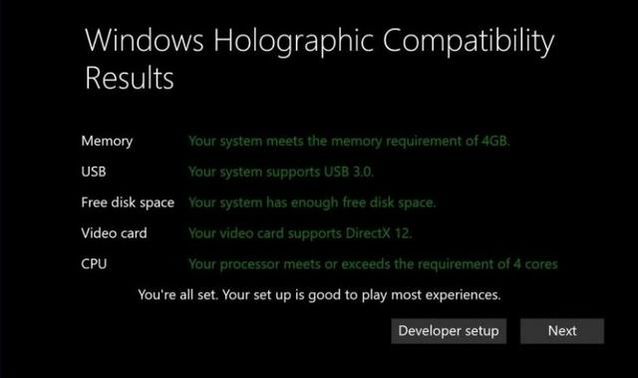 Windows Holographic Compatibility
Results
Memory Your system meets the memory requirement of 4GB.
USB Your system supports USB 3.0.
Free disk space Your system has enough free disk space.
Video card Your video card supports DirectX 12.
CPU Your processor meets or exceeds the requirement of 4 cores
You're all set. Your set up is good to play most experiences.
Developer setup Next